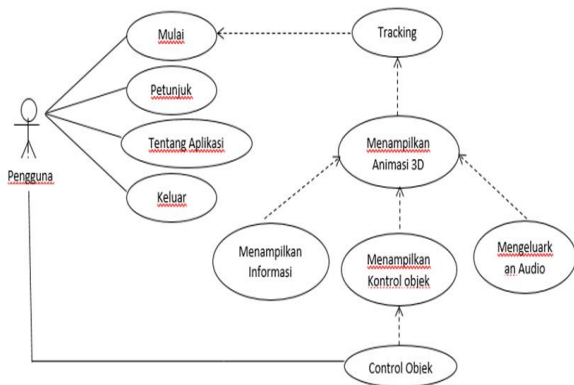 Mulai
Tracking
Petunjuk
Tentang Aplikasi
Menampilkan
Animasi 3D
Pengguna
Keluar
Menampilkan
Informasi
Menampilkan
Kontrol objek
Mengeluark
an Audio
Control Objek